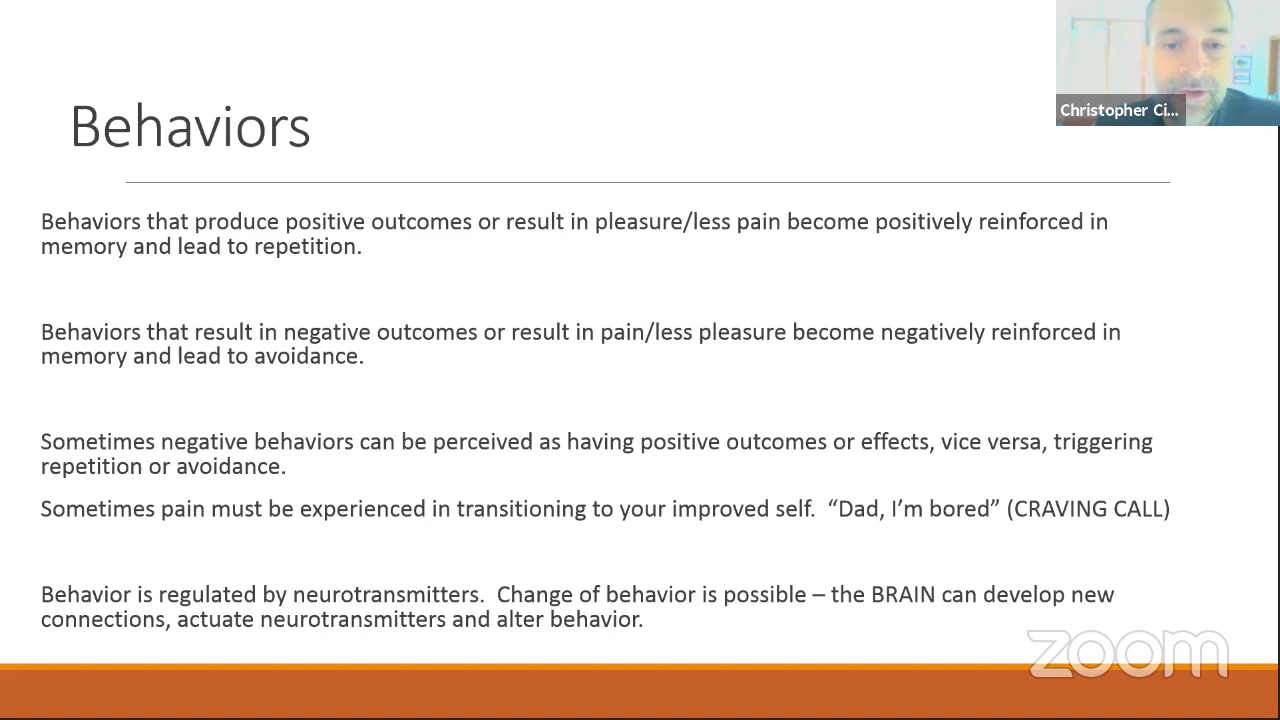 Christopher Ci...
Behaviors
Behaviors that produce positive outcomes or result in pleasure/less pain become positively reinforced in
memory and lead to repetition.
Behaviors that result in negative outcomes or result in pain/less pleasure become negatively reinforced in
memory and lead to avoidance.
Sometimes negative behaviors can be perceived as having positive outcomes or effects, vice versa, triggering
repetition or avoidance.
Sometimes pain must be experienced in transitioning to your improved self.  “Dad, I’m bored” (CRAVING CALL)
Behavior is regulated by neurotransmitters.  Change of behavior is possible – the BRAIN can develop new
connections, actuate neurotransmitters and alter behavior.
zoom